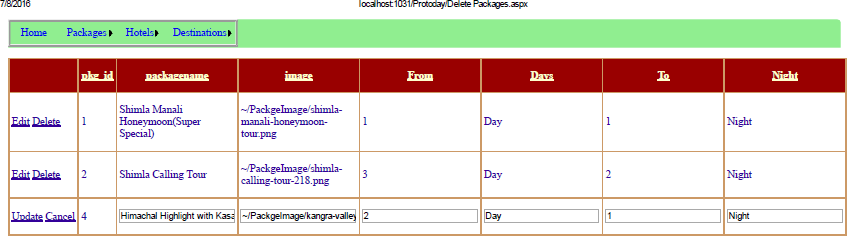 7/8/2016 localhost:1031/Protoday/Delete Packages.aspx
Home Packages Hotels Destinations
pkg_id packagename image From Days To Night
Edit Delete 1 Shimla Manali Honeymoon(Super Special) ~/PackgeImage/shimla-manali-honeymoon-tour.png 1 Day 1 Night
Edit Delete 2 Shimla Calling Tour ~/PackgeImage/shimla-calling-tour-218.png 3 Day 2 Night
Update Cancel 4 Himachal Highlight with Kasa ~/PackgeImage/kangra-valley 2 Day 1 Night